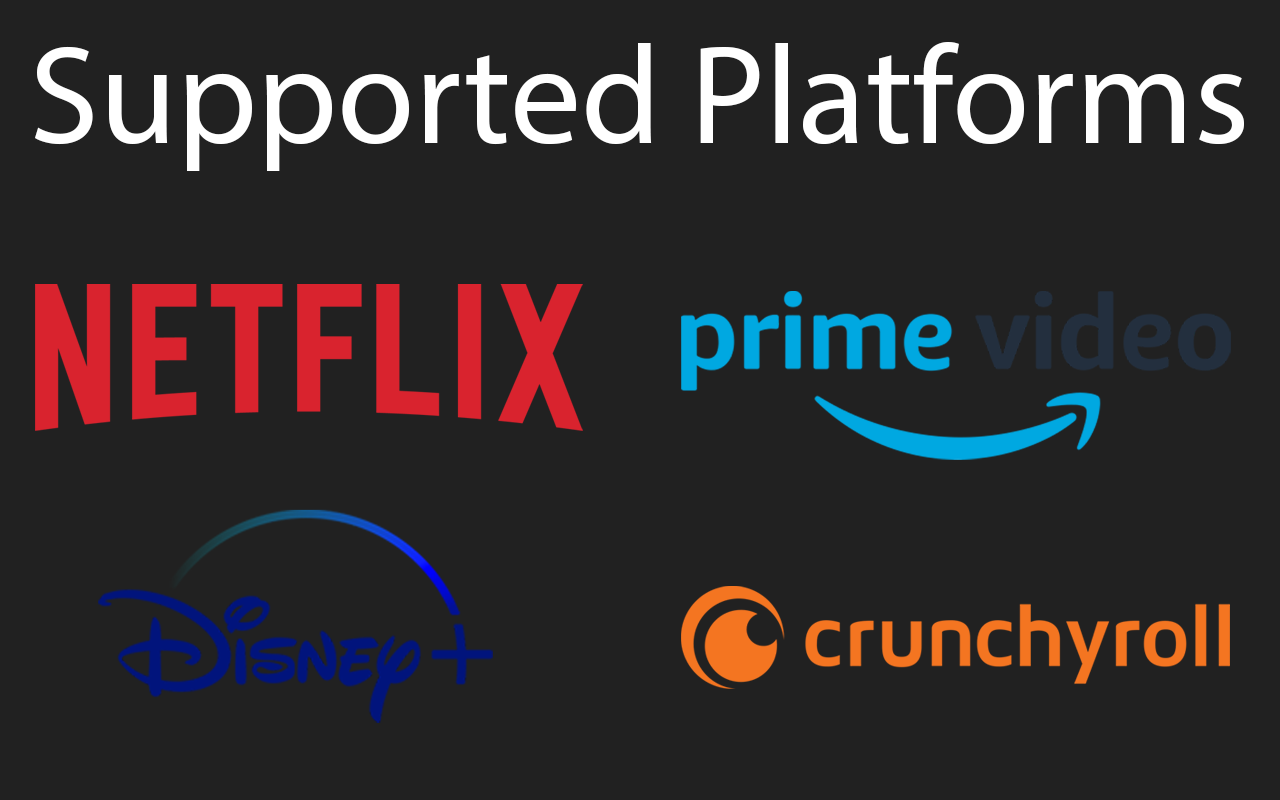 Supported Platforms
NETFLIX
prime video
Disney+
crunchyroll